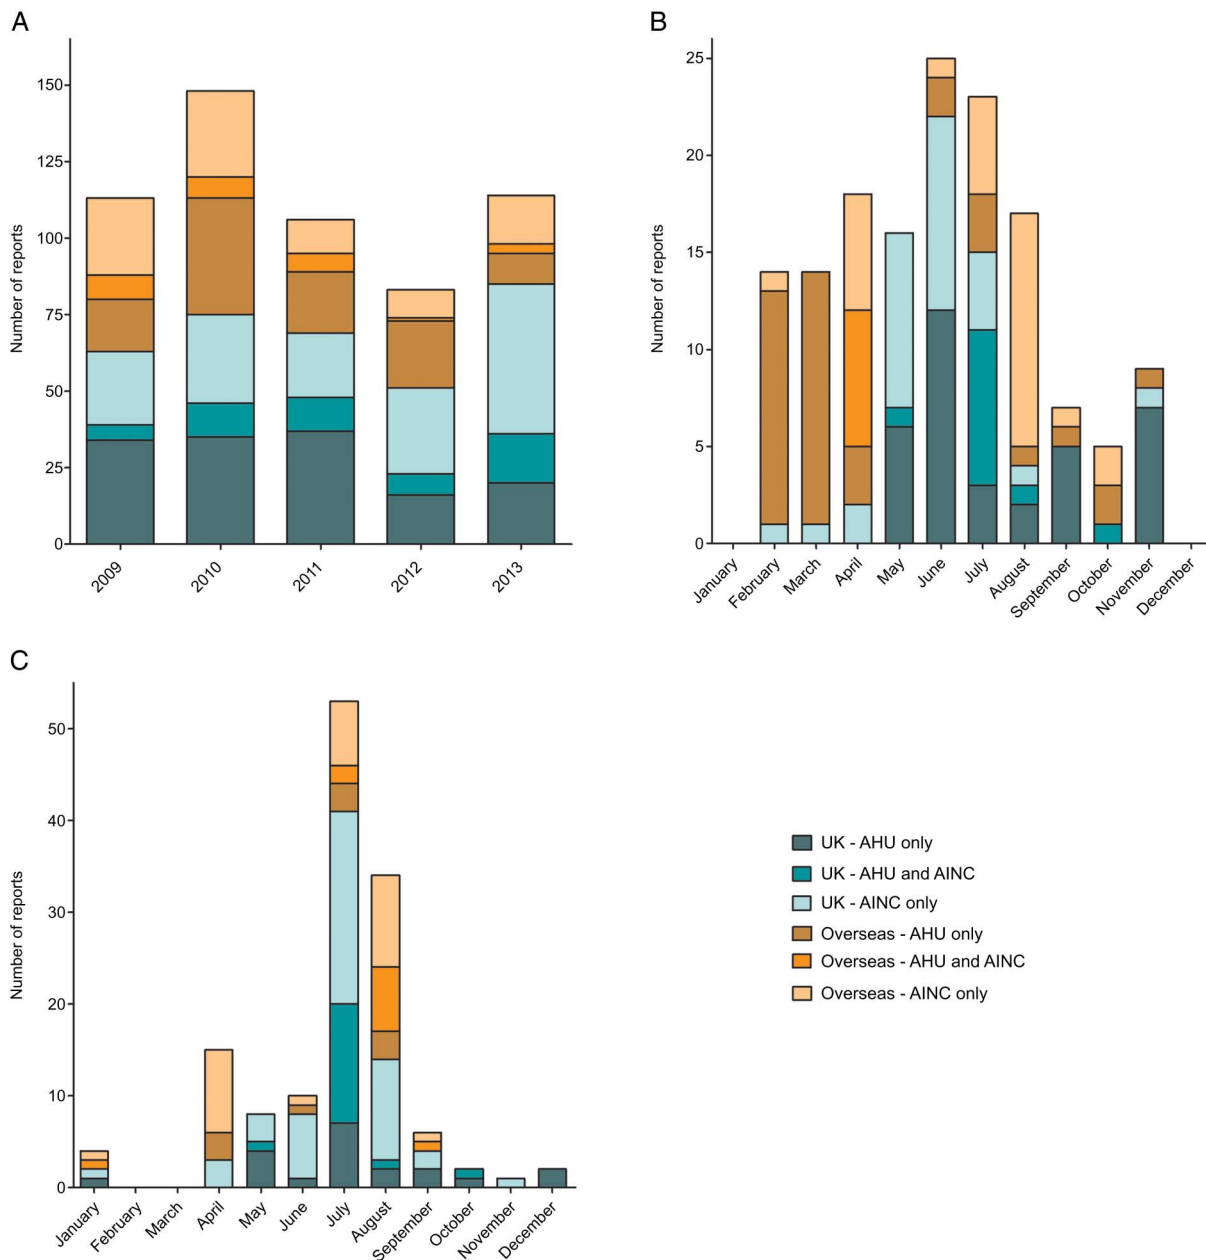 A
Number of reports
150
125
100
75
50
25
0
2009
2010
2011
2012
2013
B
Number of reports
25
20
15
10
5
0
January
February
March
April
May
June
July
August
September
October
November
December
C
Number of reports
50
40
30
20
10
0
January
February
March
April
May
June
July
August
September
October
November
December
UK - AHU only
UK - AHU and AINC
UK - AINC only
Overseas - AHU only
Overseas - AHU and AINC
Overseas - AINC only